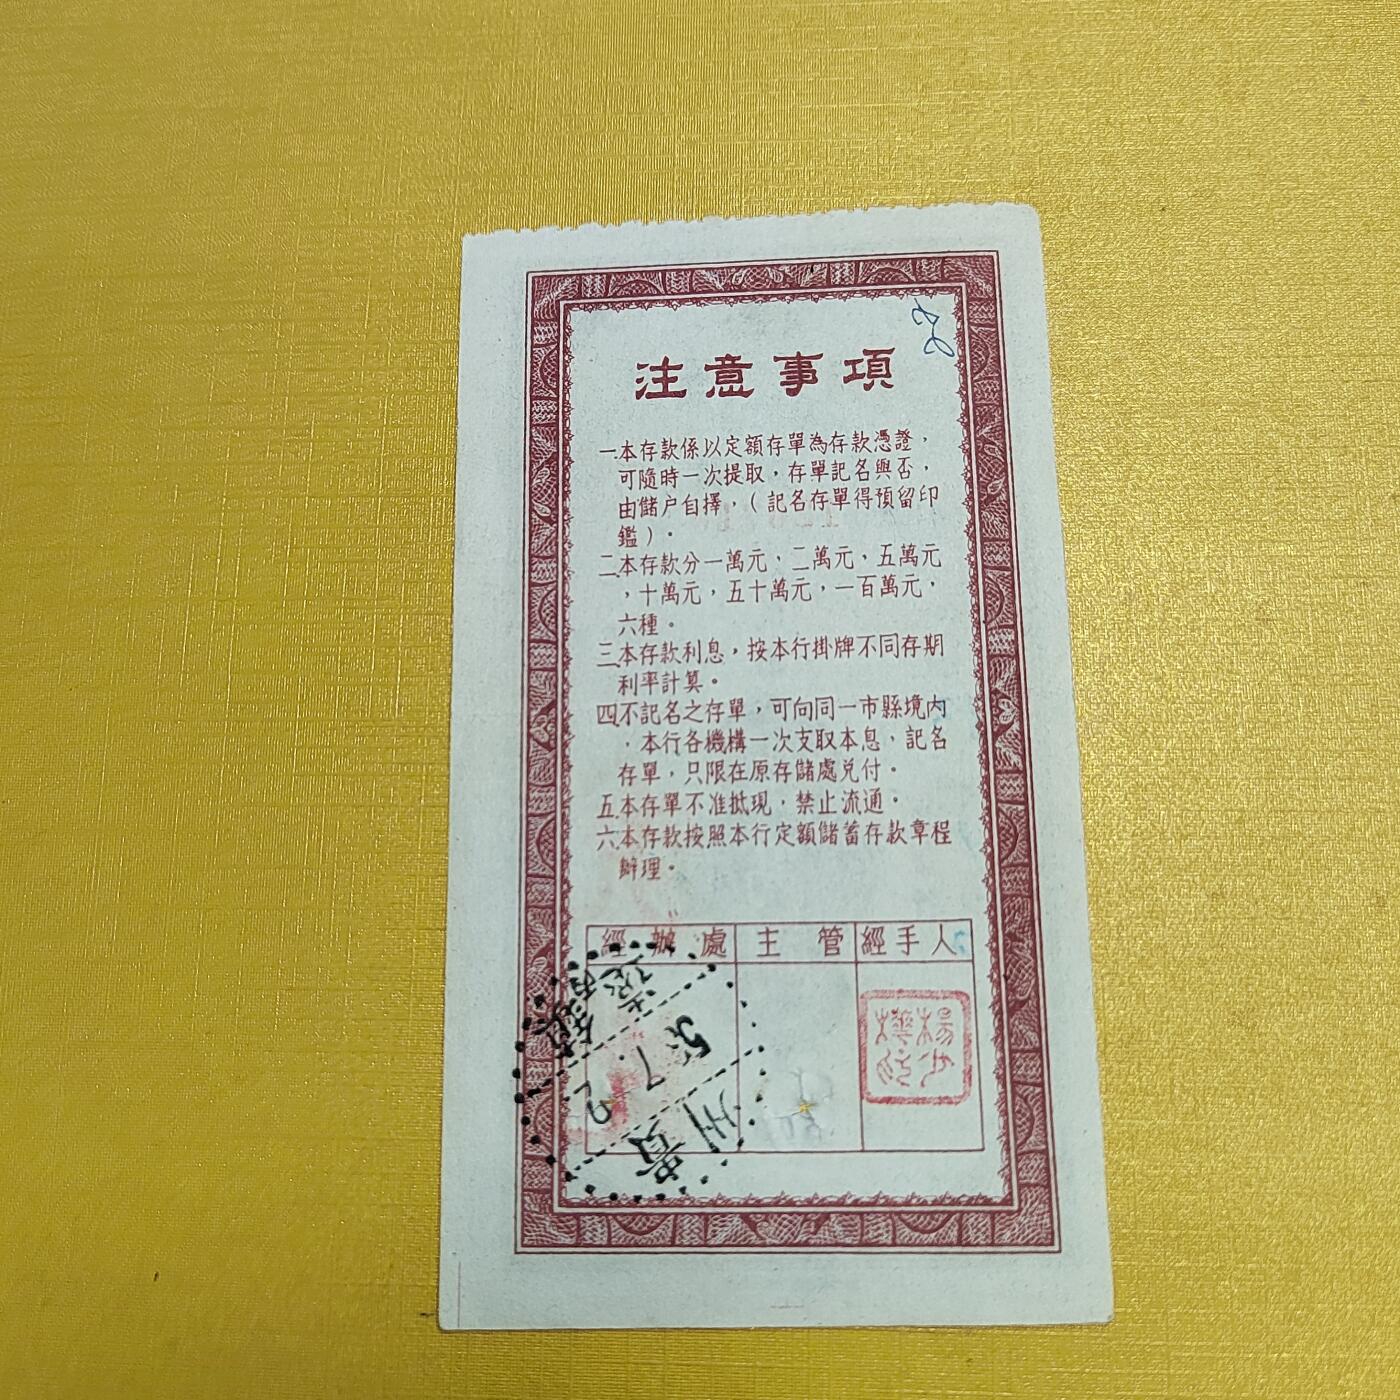 注意事項
一.本存款係以定額存單為存款憑證，
可隨時一次提取，存單記名與否，
由儲户自擇，（記名存單得預留印
鑑）。
二.本存款分一萬元，二萬元，五萬元
，十萬元，五十萬元，一百萬元，
六種。
三.本存款利息，按本行掛牌不同存期
利率計算。
四.不記名之存單，可向同一市縣境内
，本行各機構一次支取本息，記名
存單，只限在原存儲處兑付。
五.本存單不准抵現，禁止流通。
六.本存款按照本行定額儲蓄存款章程
辦理。
經辦處 主管 經手人
貴州
5. 7. 2